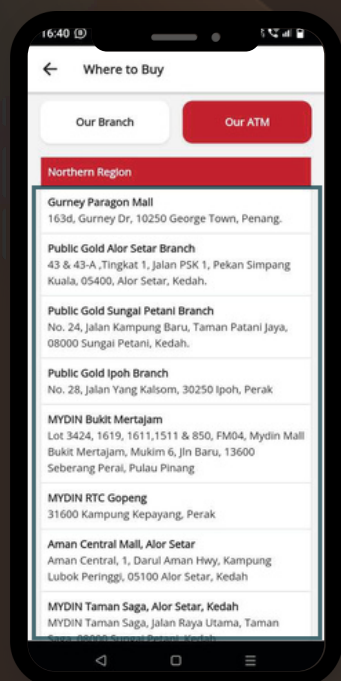 16:40
Where to Buy
Our Branch
Our ATM
Northern Region
Gurney Paragon Mall
163d, Gurney Dr, 10250 George Town, Penang.
Public Gold Alor Setar Branch
43 & 43-A ,Tingkat 1, Jalan PSK 1, Pekan Simpang
Kuala, 05400, Alor Setar, Kedah.
Public Gold Sungai Petani Branch
No. 24, Jalan Kampung Baru, Taman Patani Jaya,
08000 Sungai Petani, Kedah.
Public Gold Ipoh Branch
No. 28, Jalan Yang Kalsom, 30250 Ipoh, Perak
MYDIN Bukit Mertajam
Lot 3424, 1619, 1611,1511 & 850, FM04, Mydin Mall
Bukit Mertajam, Mukim 6, Jln Baru, 13600
Seberang Perai, Pulau Pinang
MYDIN RTC Gopeng
31600 Kampung Kepayang, Perak
Aman Central Mall, Alor Setar
Aman Central, 1, Darul Aman Hwy, Kampung
Lubok Peringgi, 05100 Alor Setar, Kedah
MYDIN Taman Saga, Alor Setar, Kedah
MYDIN Taman Saga, Jalan Raya Utama, Taman
Saga, 08000 Sungai Petani, Kedah